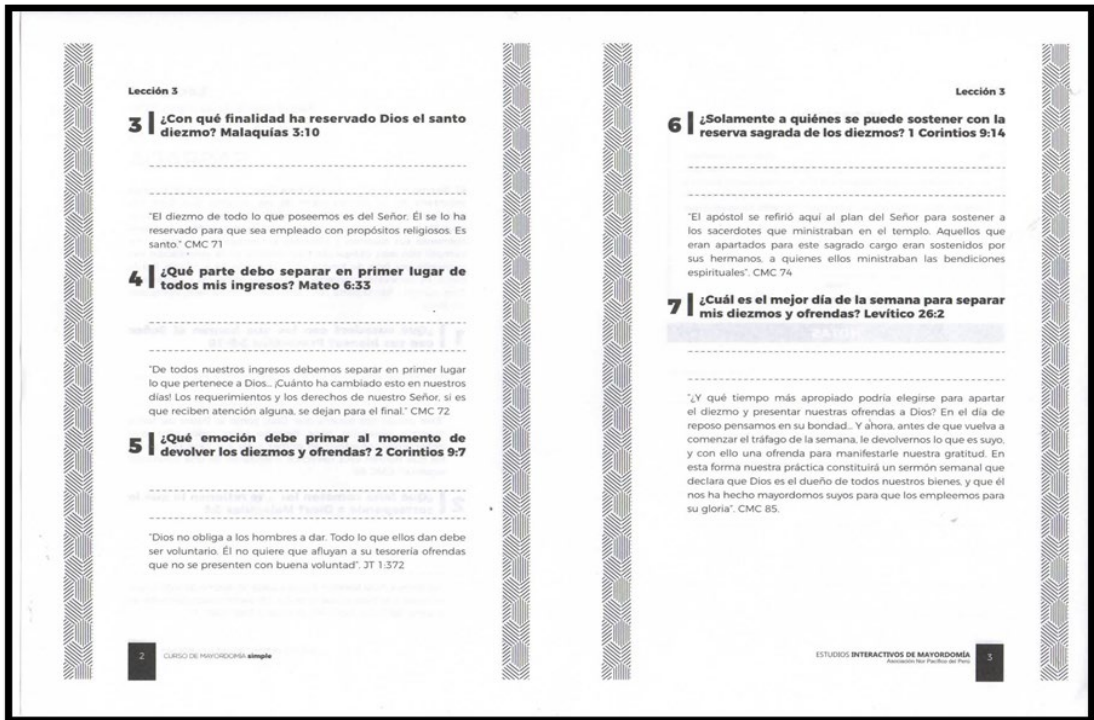 Lección 3
3 ¿Con qué finalidad ha reservado Dios el santo
diezmo? Malaquías 3:10
"El diezmo de todo lo que poseemos es del Señor. Él se lo ha
reservado para que sea empleado con propósitos religiosos. Es
santo." CMC 71
4 ¿Qué parte debo separar en primer lugar de
todos mis ingresos? Mateo 6:33
"De todos nuestros ingresos debemos separar en primer lugar
lo que pertenece a Dios... ¡Cuánto ha cambiado esto en nuestros
días! Los requerimientos y los derechos de nuestro Señor, si es
que reciben atención alguna, se dejan para el final." CMC 72
5 ¿Qué emoción debe primar al momento de
devolver los diezmos y ofrendas? 2 Corintios 9:7
"Dios no obliga a los hombres a dar. Todo lo que ellos dan debe
ser voluntario. Él no quiere que afluyan a su tesorería ofrendas
que no se presenten con buena voluntad". JT 1:372
2 CURSO DE MAYORDOMÍA simple
Lección 3
6 ¿Solamente a quiénes se puede sostener con la
reserva sagrada de los diezmos? 1 Corintios 9:14
"El apóstol se refirió aquí al plan del Señor para sostener a
los sacerdotes que ministraban en el templo. Aquellos que
eran apartados para este sagrado cargo eran sostenidos por
sus hermanos, a quienes ellos ministraban las bendiciones
espirituales". CMC 74
7 ¿Cuál es el mejor día de la semana para separar
mis diezmos y ofrendas? Levítico 26:2
"¿Y qué tiempo más apropiado podría elegirse para apartar
el diezmo y presentar nuestras ofrendas a Dios? En el día de
reposo pensamos en su bondad... Y ahora, antes de que vuelva a
comenzar el tráfago de la semana, le devolvernos lo que es suyo,
y con ello una ofrenda para manifestarle nuestra gratitud. En
esta forma nuestra práctica constituirá un sermón semanal que
declara que Dios es el dueño de todos nuestros bienes, y que él
nos ha hecho mayordomos suyos para que los empleemos para
su gloria". CMC 85.
ESTUDIOS INTERACTIVOS DE MAYORDOMÍA
Asociación Nor Pacífico del Perú
3